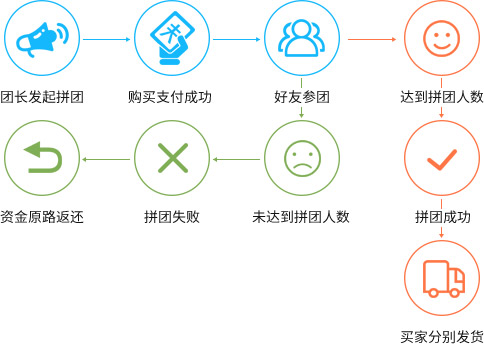 团长发起拼团
购买支付成功
好友参团
达到拼团人数
资金原路返还
拼团失败
未达到拼团人数
拼团成功
买家分别发货